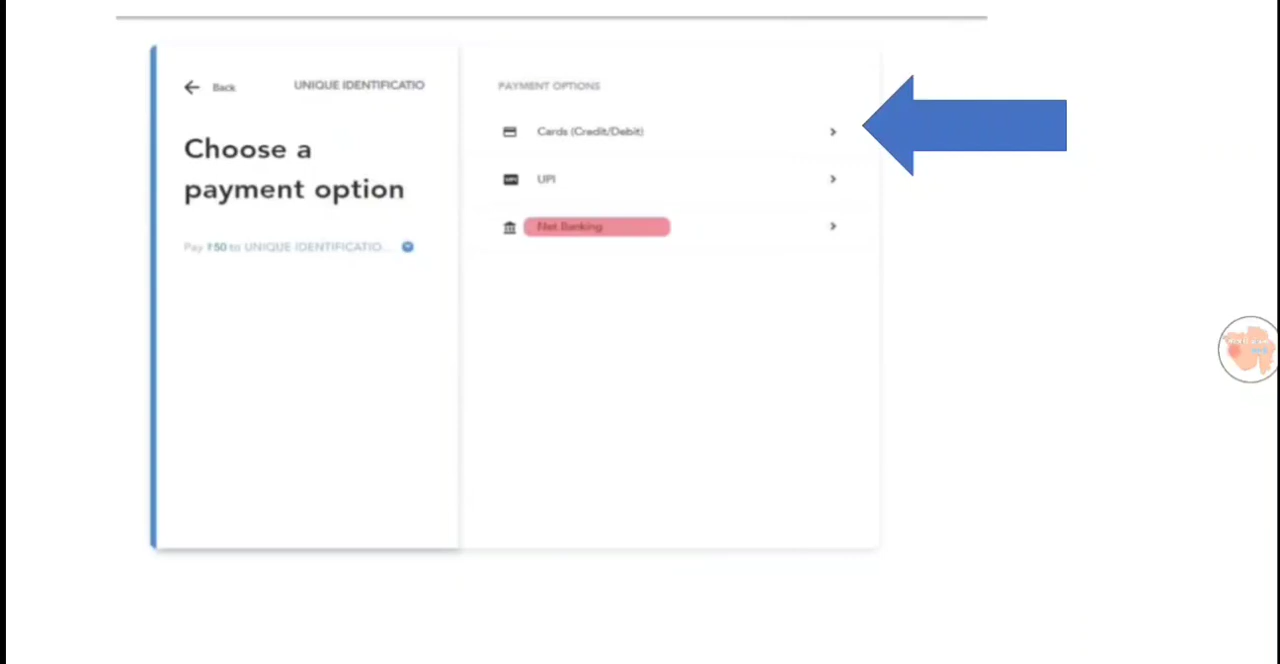 Back
UNIQUE IDENTIFICATIO
Choose a
payment option
Pay ₹50 to UNIQUE IDENTIFICATIO...
PAYMENT OPTIONS
Cards (Credit/Debit)
UPI
Net Banking